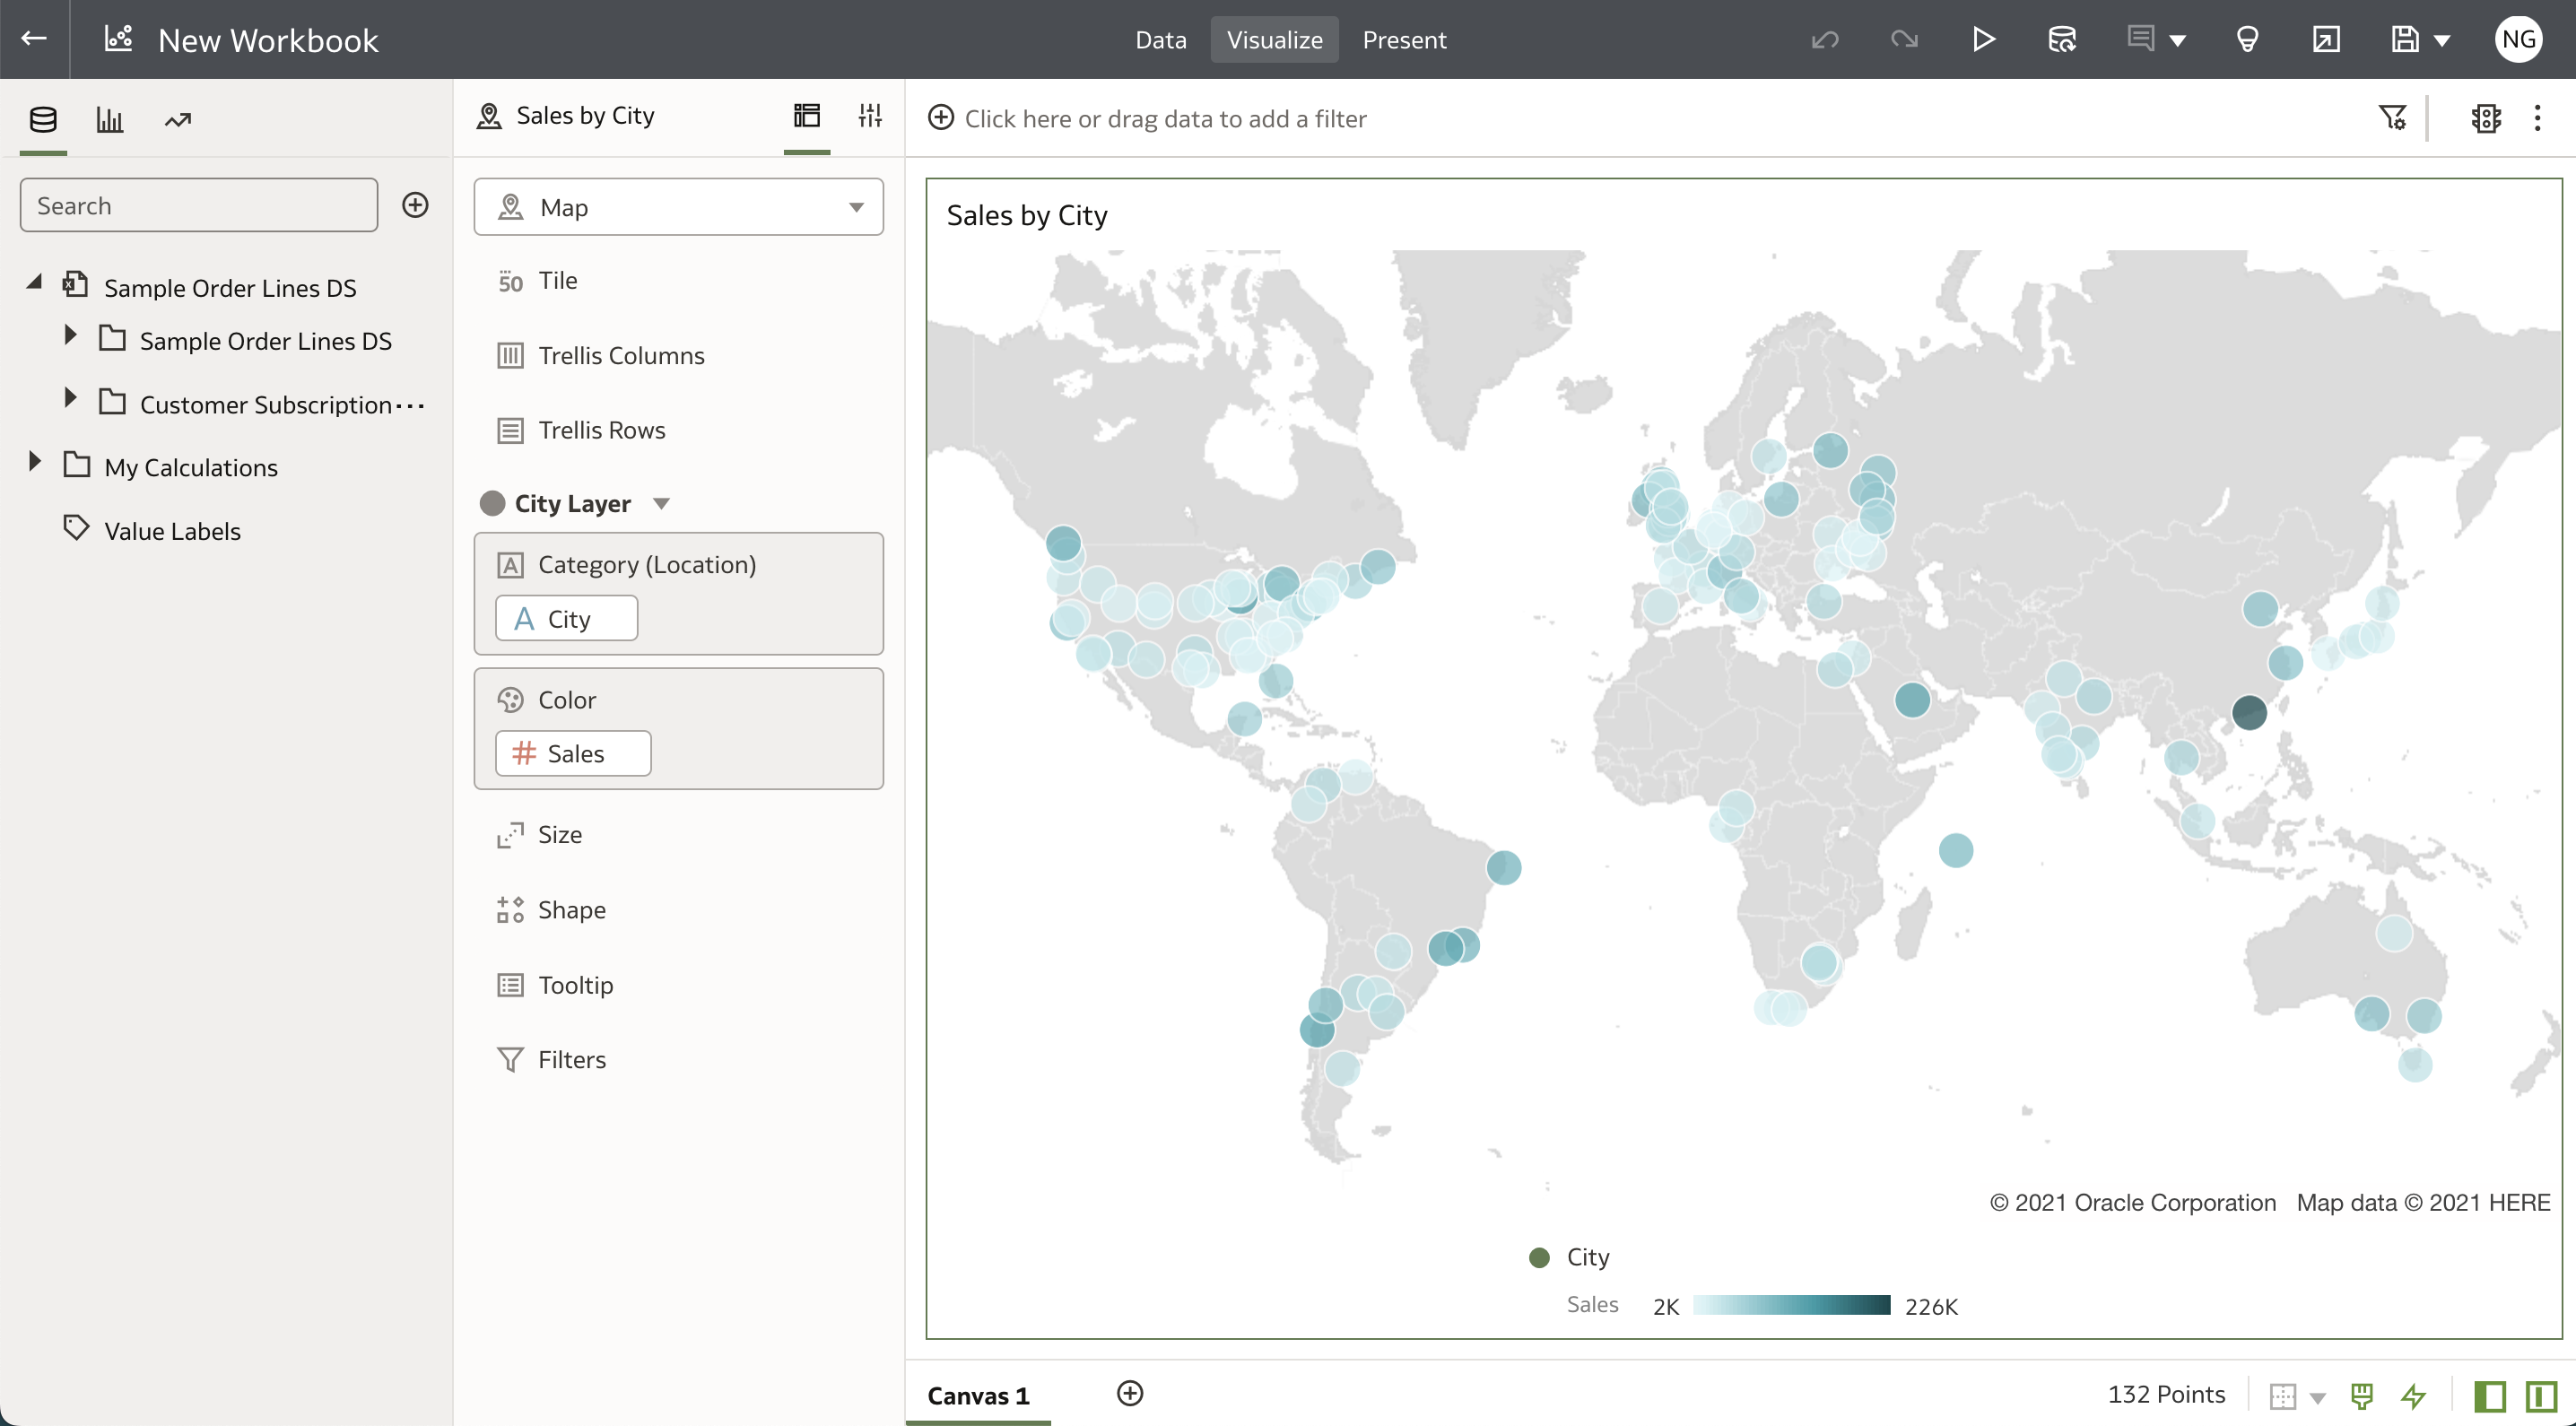 New Workbook
Data Visualize Present
NG
Sales by City
Click here or drag data to add a filter
Search
Sample Order Lines DS
Sample Order Lines DS
Customer Subscription···
My Calculations
Value Labels
Map
50 Tile
Trellis Columns
Trellis Rows
City Layer
A Category (Location)
A City
Color
# Sales
Size
Shape
Tooltip
Filters
Sales by City
© 2021 Oracle Corporation Map data © 2021 HERE
City
Sales 2K 226K
Canvas 1
132 Points